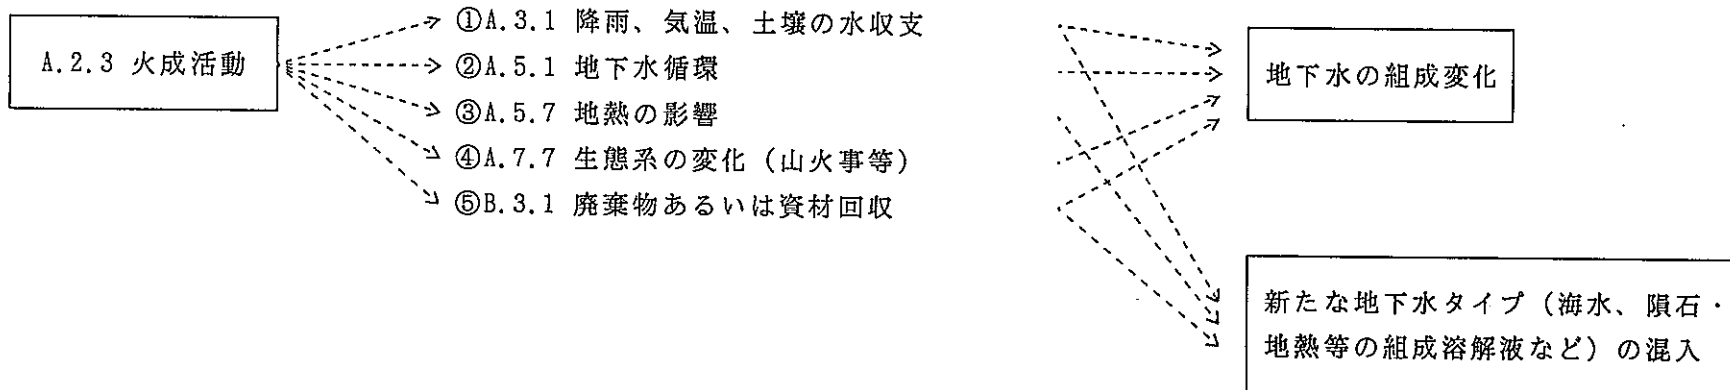 A.2.3 火成活動
①A.3.1 降雨、気温、土壌の水収支
②A.5.1 地下水循環
③A.5.7 地熱の影響
④A.7.7 生態系の変化（山火事等）
⑤B.3.1 廃棄物あるいは資材回収
地下水の組成変化
新たな地下水タイプ（海水、隕石・
地熱等の組成溶解液など）の混入